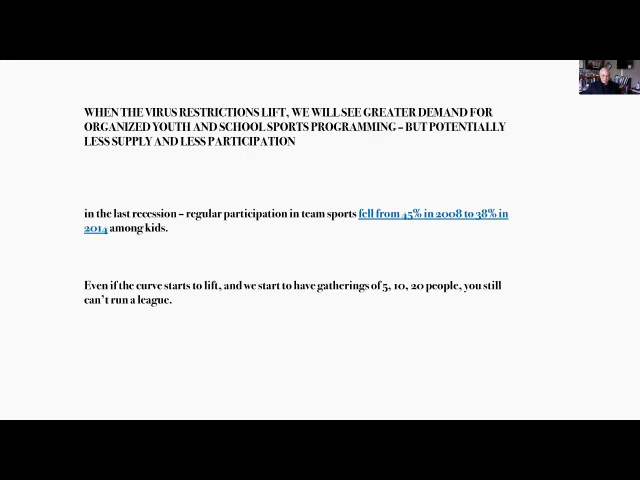 WHEN THE VIRUS RESTRICTIONS LIFT, WE WILL SEE GREATER DEMAND FOR
ORGANIZED YOUTH AND SCHOOL SPORTS PROGRAMMING – BUT POTENTIALLY
LESS SUPPLY AND LESS PARTICIPATION
in the last recession – regular participation in team sports fell from 45% in 2008 to 38% in
2014 among kids.
Even if the curve starts to lift, and we start to have gatherings of 5, 10, 20 people, you still
can't run a league.